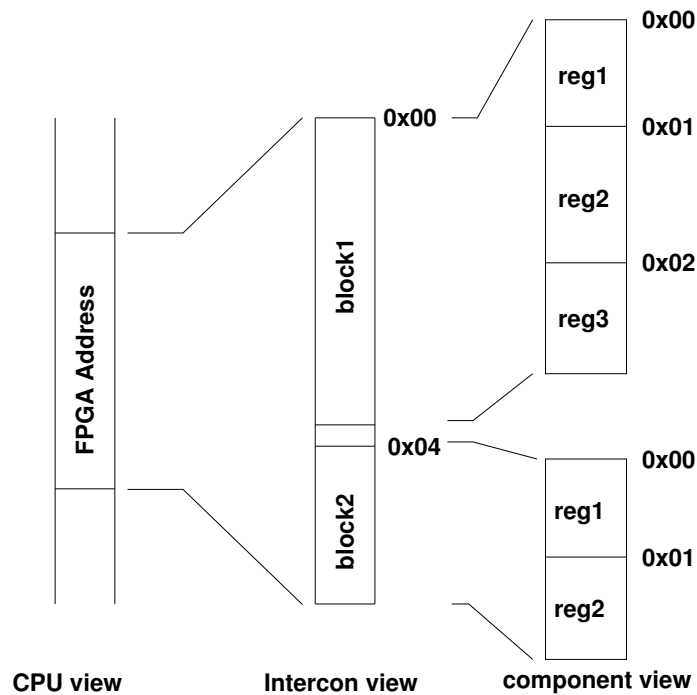 0x00
reg1
0x01
reg2
0x02
reg3
0x00
block1
0x04
block2
FPGA Address
0x00
reg1
0x01
reg2
CPU view
Intercon view
component view